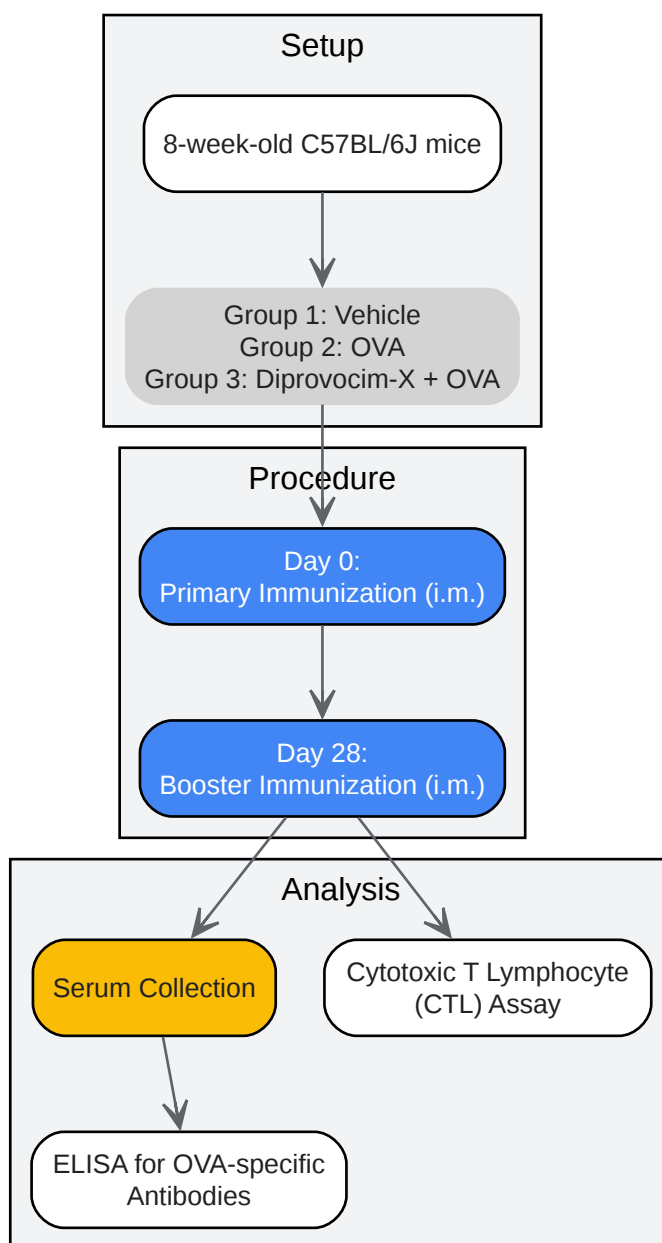 Setup
8-week-old C57BL/6J mice
Group 1: Vehicle
Group 2: OVA
Group 3: Diprovocim-X + OVA
Procedure
Day 0:
Primary Immunization (i.m.)
Day 28:
Booster Immunization (i.m.)
Analysis
Serum Collection
Cytotoxic T Lymphocyte
(CTL) Assay
ELISA for OVA-specific
Antibodies